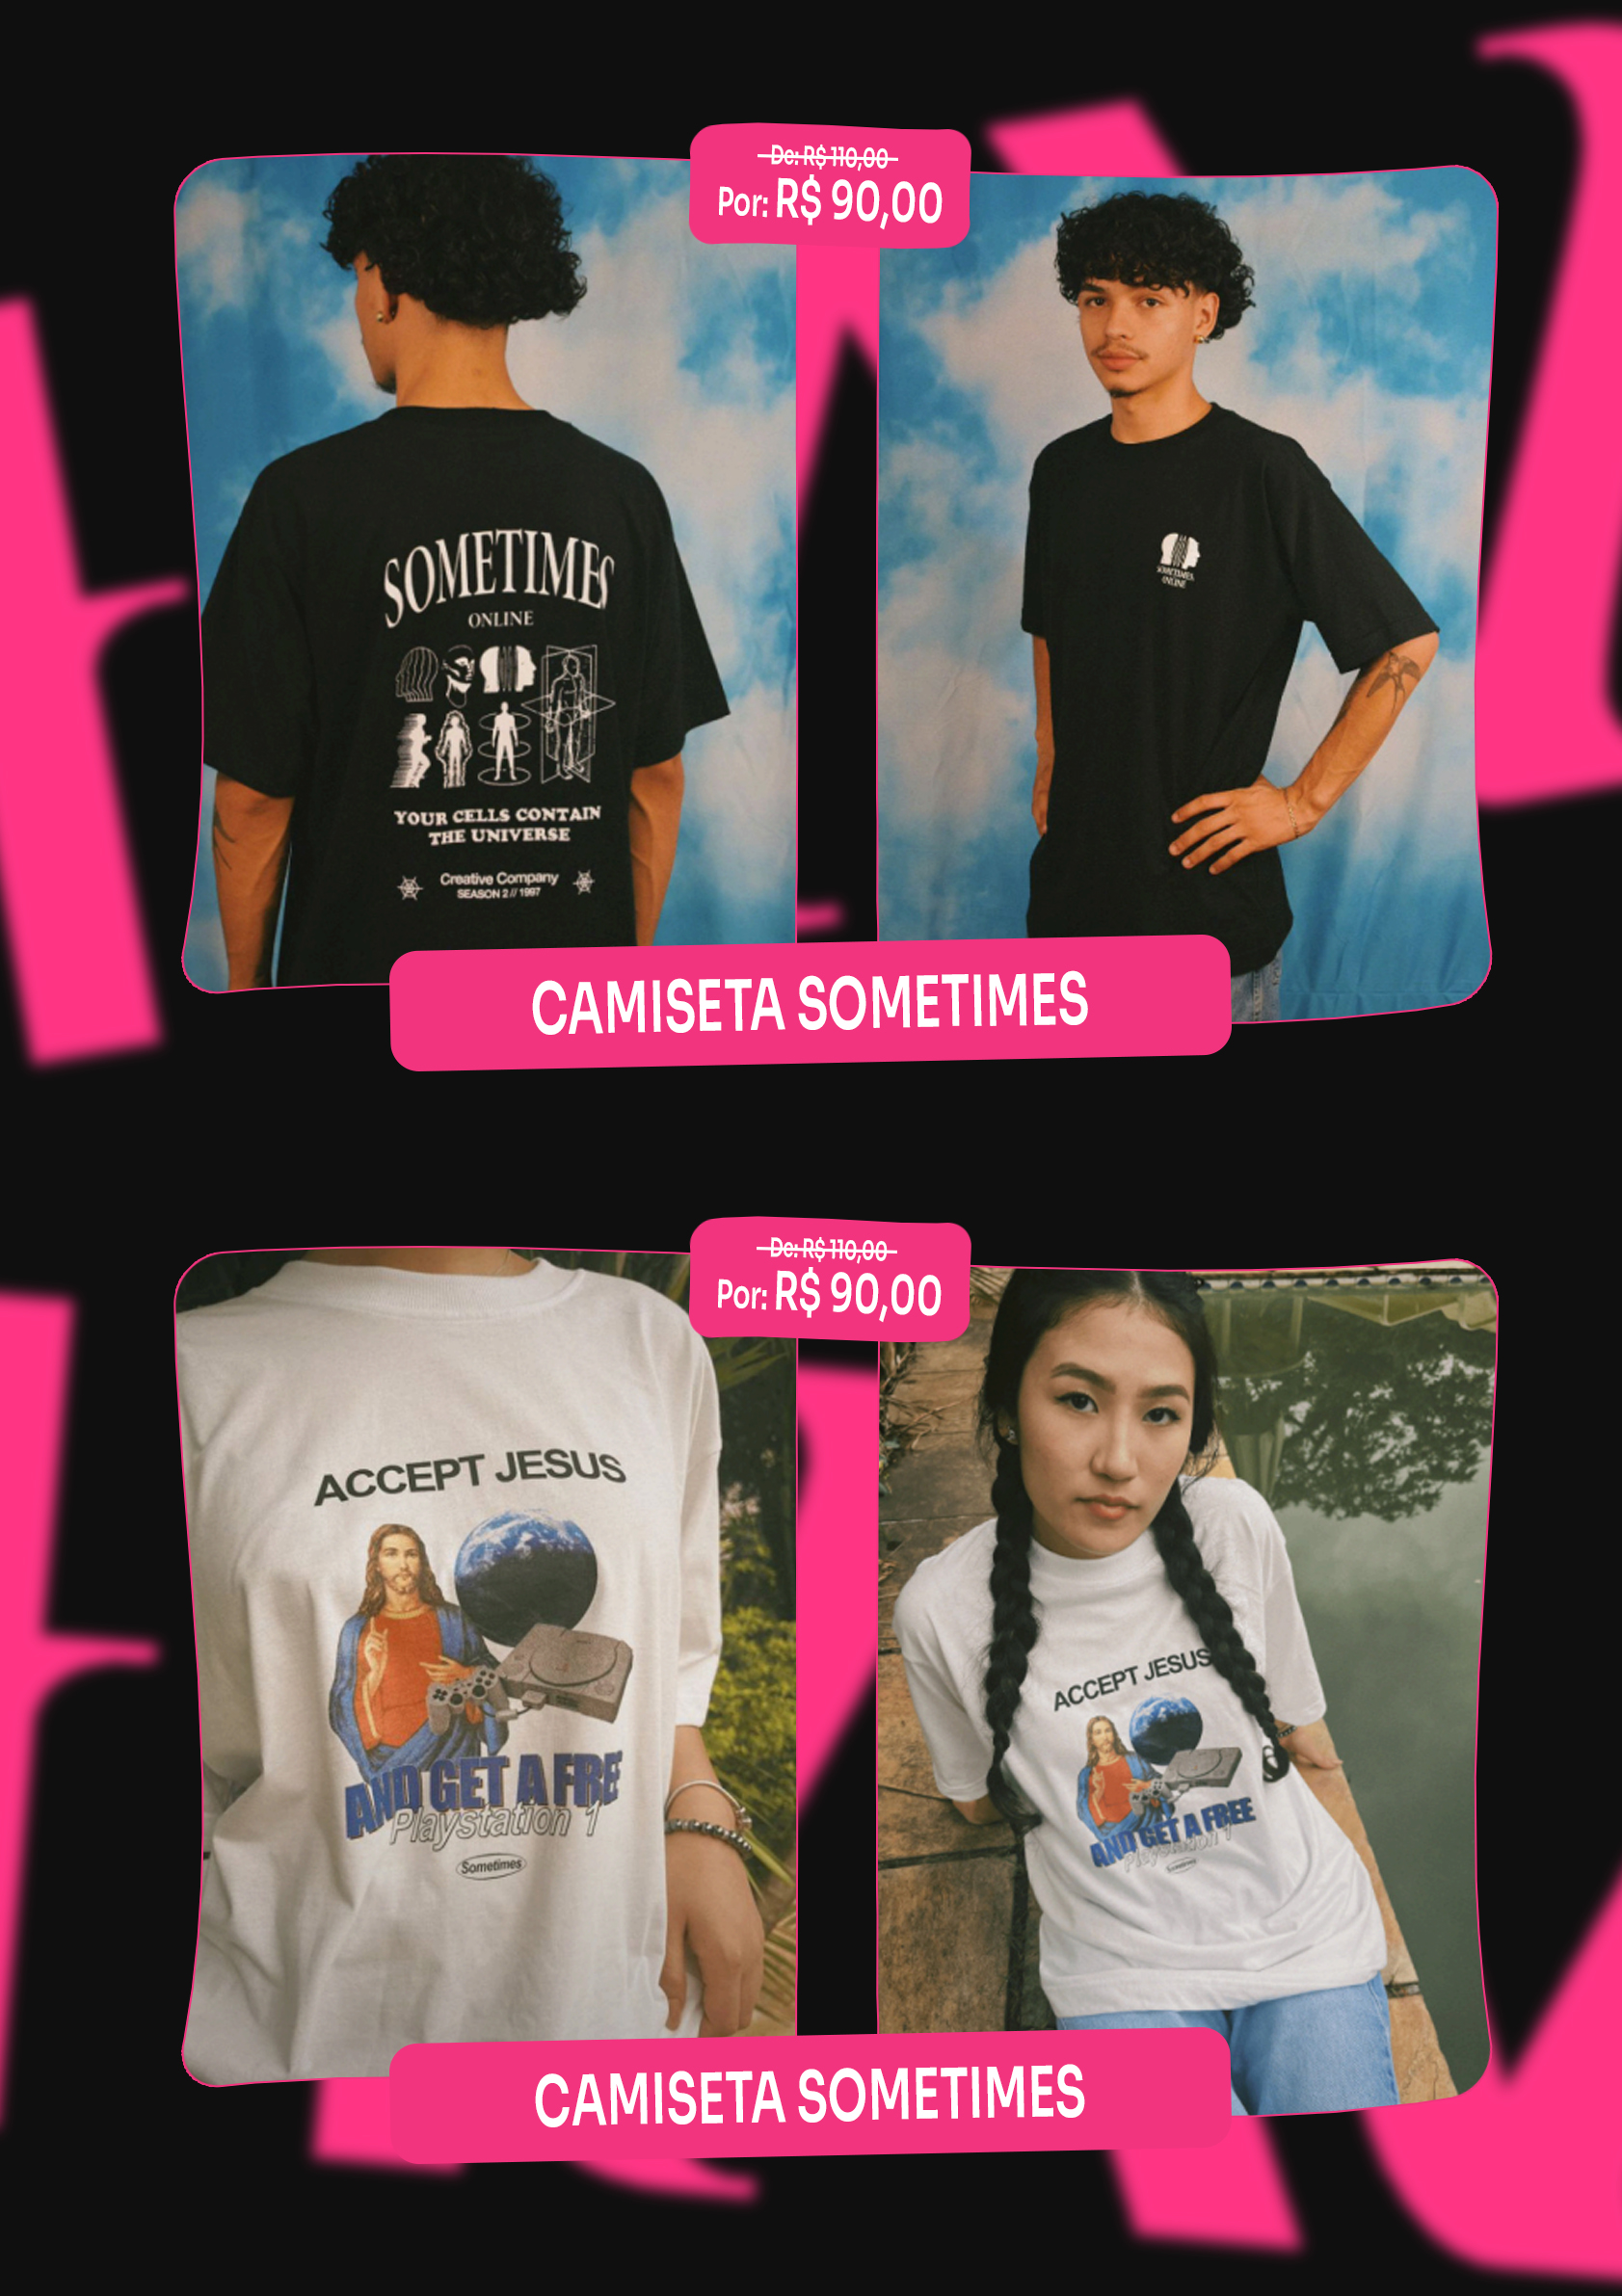 De: R$ 110,00
Por: R$ 90,00
SOMETIMES
ONLINE
YOUR CELLS CONTAIN
THE UNIVERSE
Creative Company
SEASON 2 // 1997
SOMETIMES
ONLINE
CAMISETA SOMETIMES
De: R$ 110,00
Por: R$ 90,00
ACCEPT JESUS
AND GET A FREE
Playstation 1
Sometimes
ACCEPT JESUS
AND GET A FREE
Playstation 1
Sometimes
CAMISETA SOMETIMES